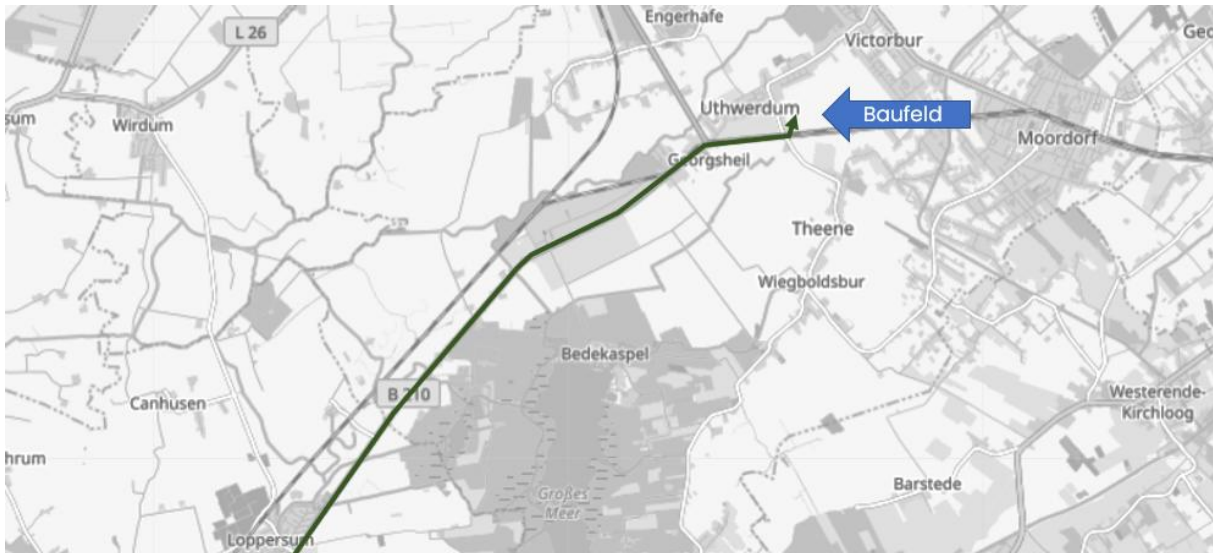 Engerhafe
L 26
Victorbur
Geo
sum
Wirdum
Uthwerdum
Baufeld
Moordorf
Georgsheil
Theene
Wiegboldsbur
Bedekaspel
B 210
Canhusen
Westerende-
Kirchloog
hrum
Barstede
Großes
Meer
Loppersum